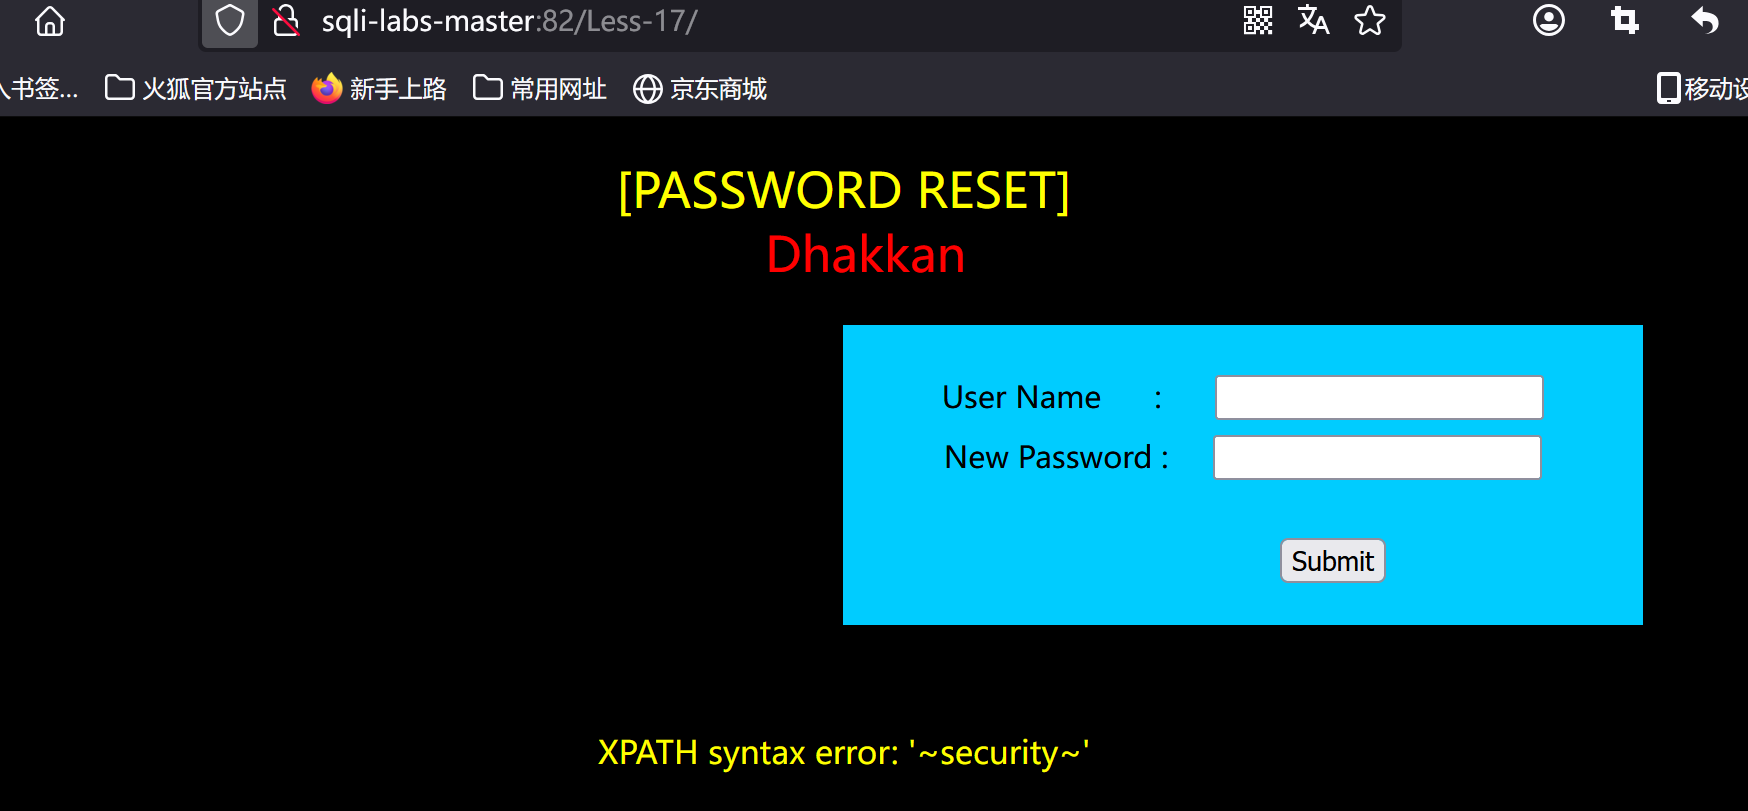 sqli-labs-master:82/Less-17/
人书签... 火狐官方站点 新手上路 常用网址 京东商城 移动设
[PASSWORD RESET]
Dhakkan
User Name :
New Password :
Submit
XPATH syntax error: '~security~'